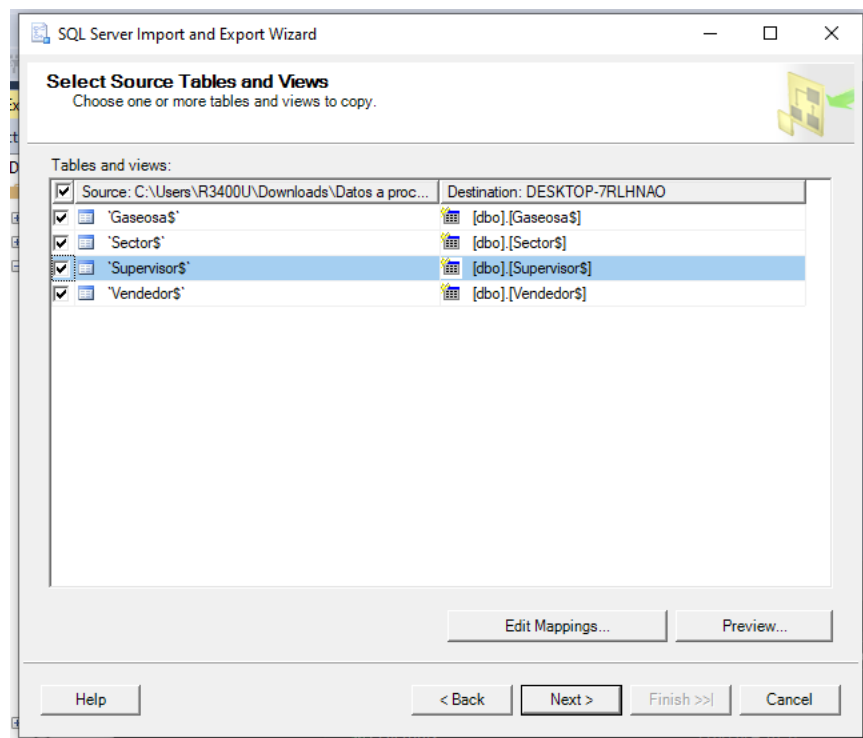 SQL Server Import and Export Wizard
Select Source Tables and Views
Choose one or more tables and views to copy.
Tables and views:
Source: C:\Users\R3400U\Downloads\Datos a proc... Destination: DESKTOP-7RLHNAO
`Gaseosa$` [dbo].[Gaseosa$]
`Sector$` [dbo].[Sector$]
`Supervisor$` [dbo].[Supervisor$]
`Vendedor$` [dbo].[Vendedor$]
Edit Mappings... Preview...
Help < Back Next > Finish >>| Cancel